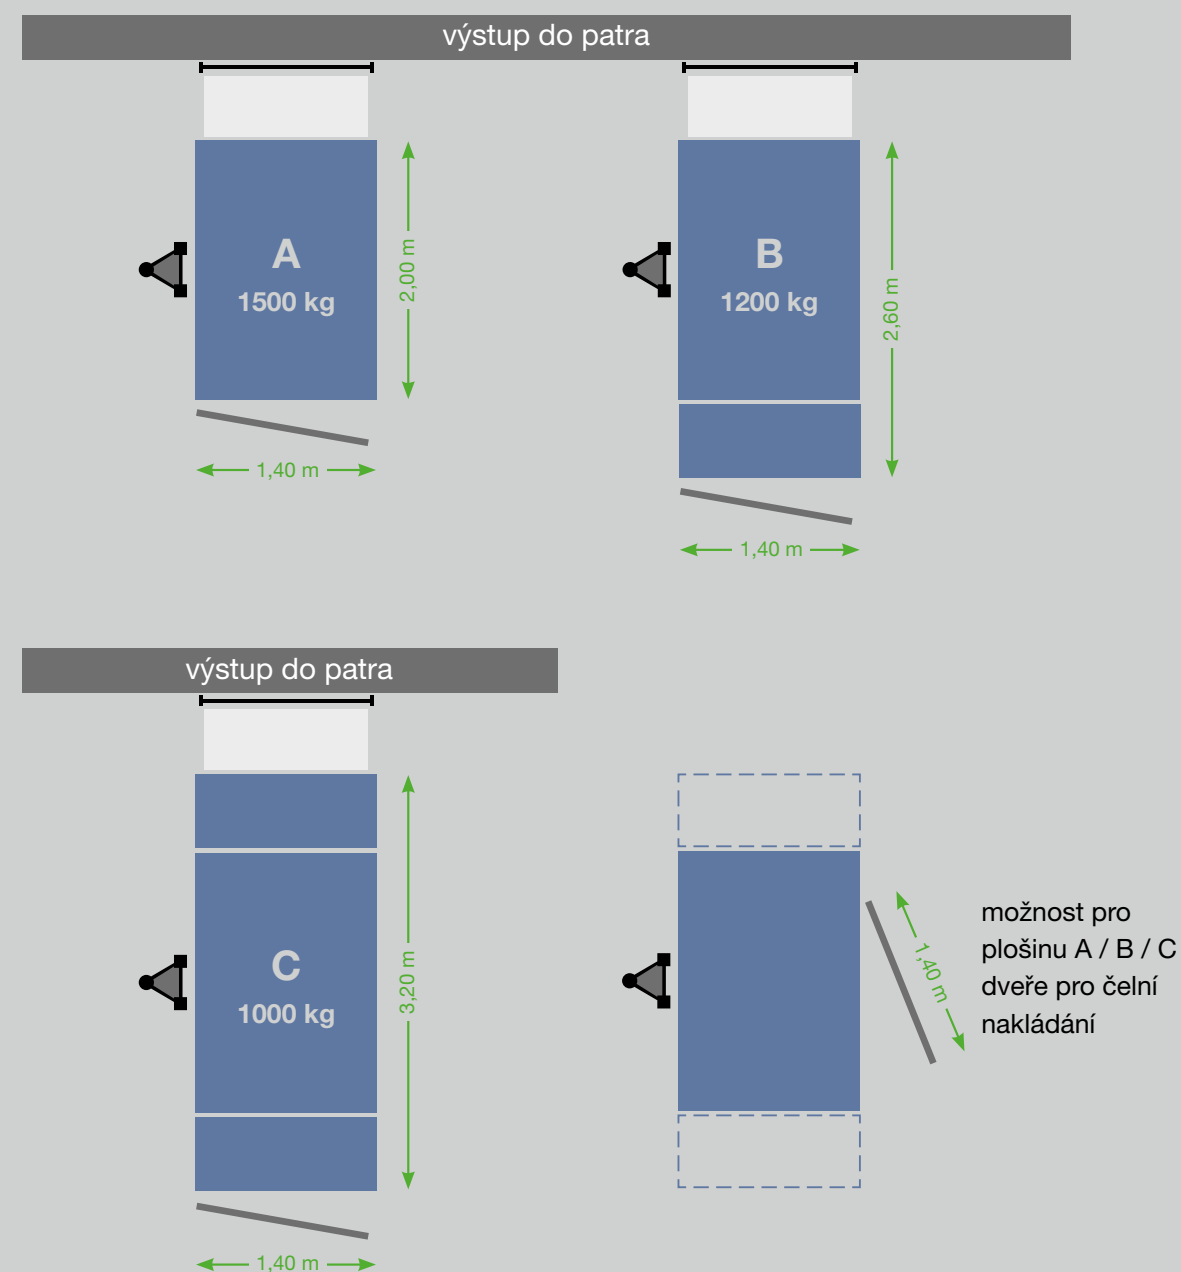 výstup do patra
A
1500 kg
2,00 m
1,40 m
B
1200 kg
2,60 m
1,40 m
výstup do patra
C
1000 kg
3,20 m
1,40 m
1,40 m
možnost pro
plošinu A / B / C
dveře pro čelní
nakládání